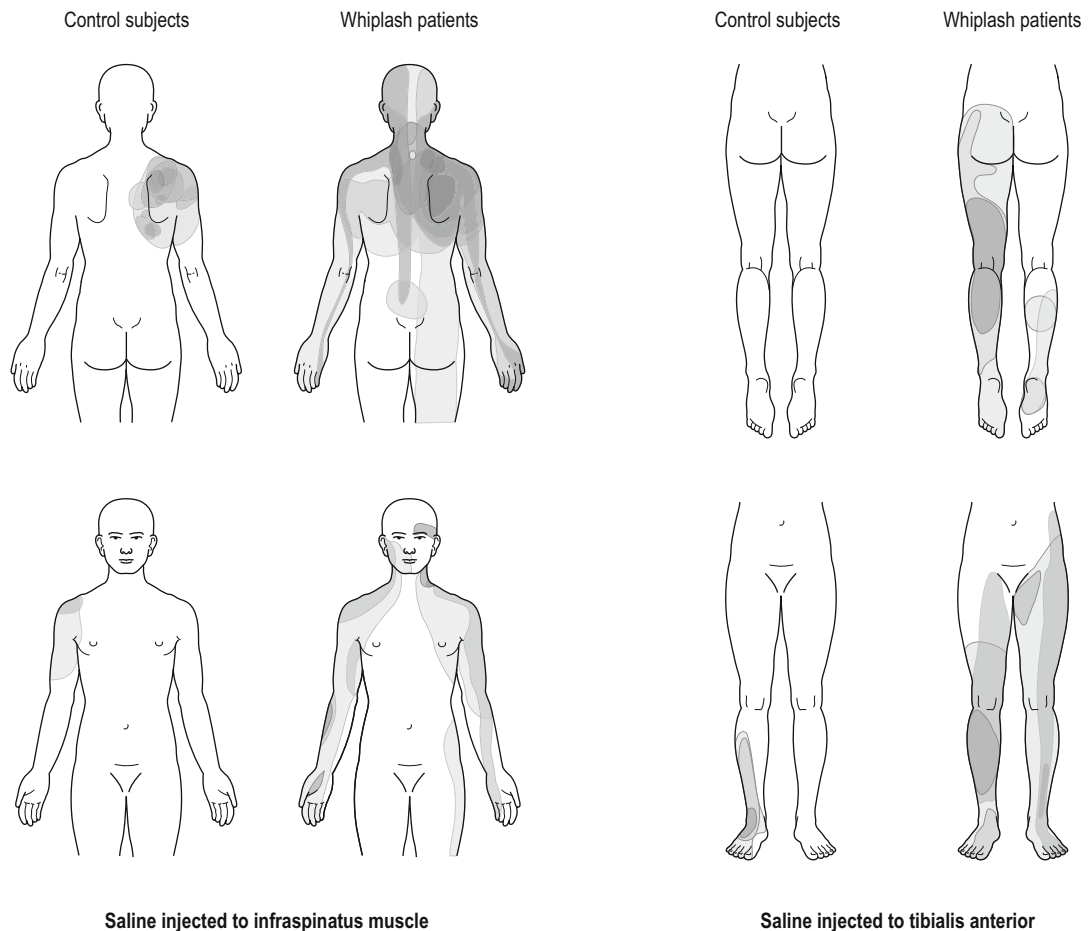 Control subjects
Whiplash patients
Control subjects
Whiplash patients
Saline injected to infraspinatus muscle
Saline injected to tibialis anterior